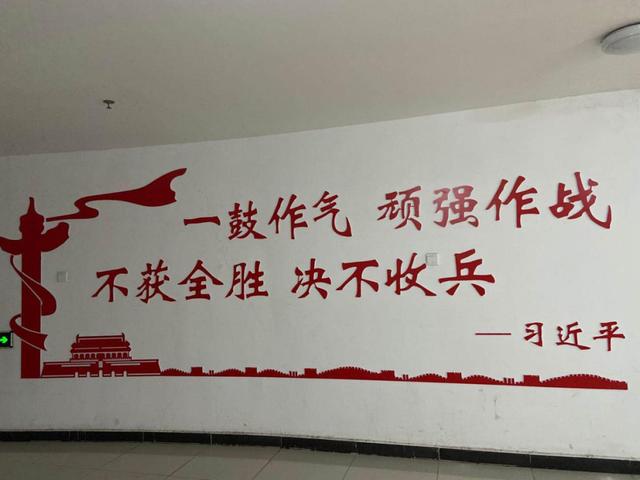 一鼓作气 顽强作战
不获全胜 决不收兵
—习近平